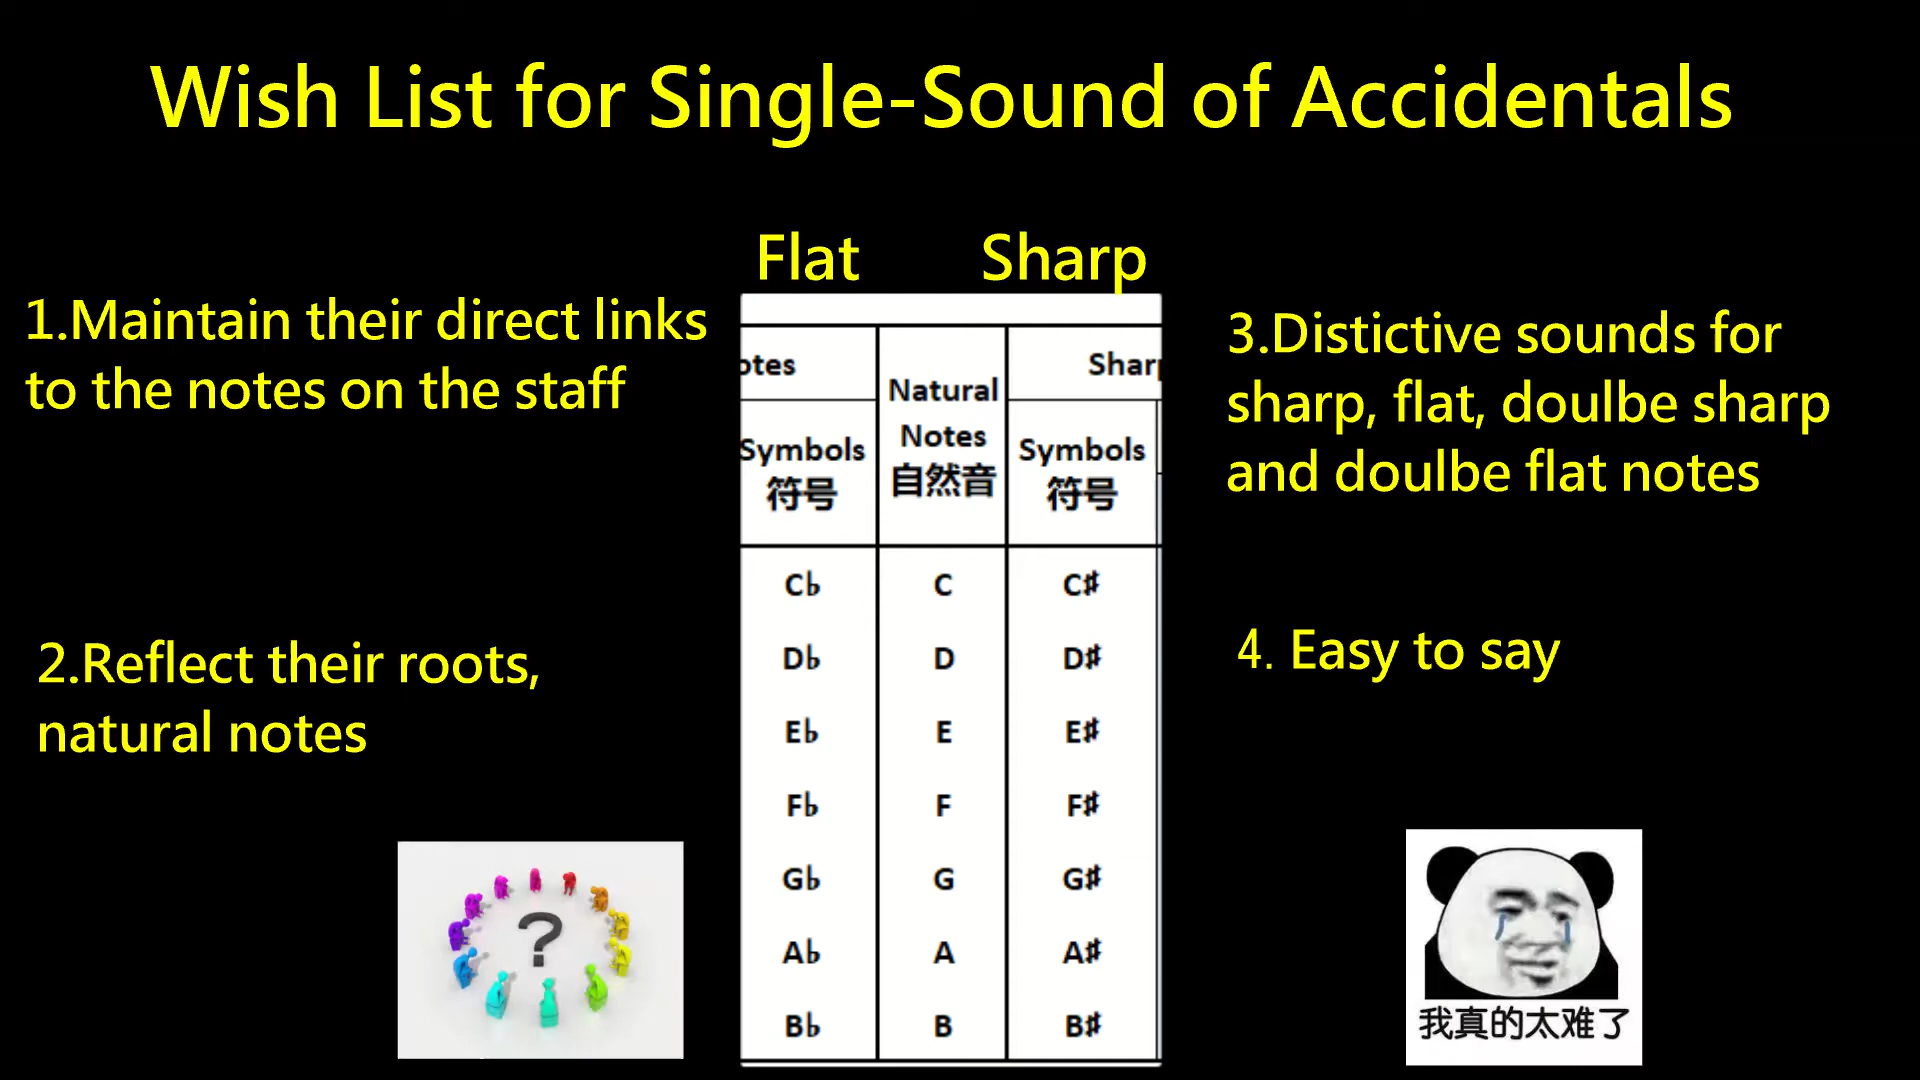 Wish List for Single-Sound of Accidentals
Flat Sharp
1.Maintain their direct links
to the notes on the staff
2.Reflect their roots,
natural notes
otes
Natural
Notes
自然音
Shar
Symbols
符号
Symbols
符号
C♭ C C♯
D♭ D D♯
E♭ E E♯
F♭ F F♯
G♭ G G♯
A♭ A A♯
B♭ B B♯
3.Distictive sounds for
sharp, flat, doulbe sharp
and doulbe flat notes
4. Easy to say
?
我真的太难了